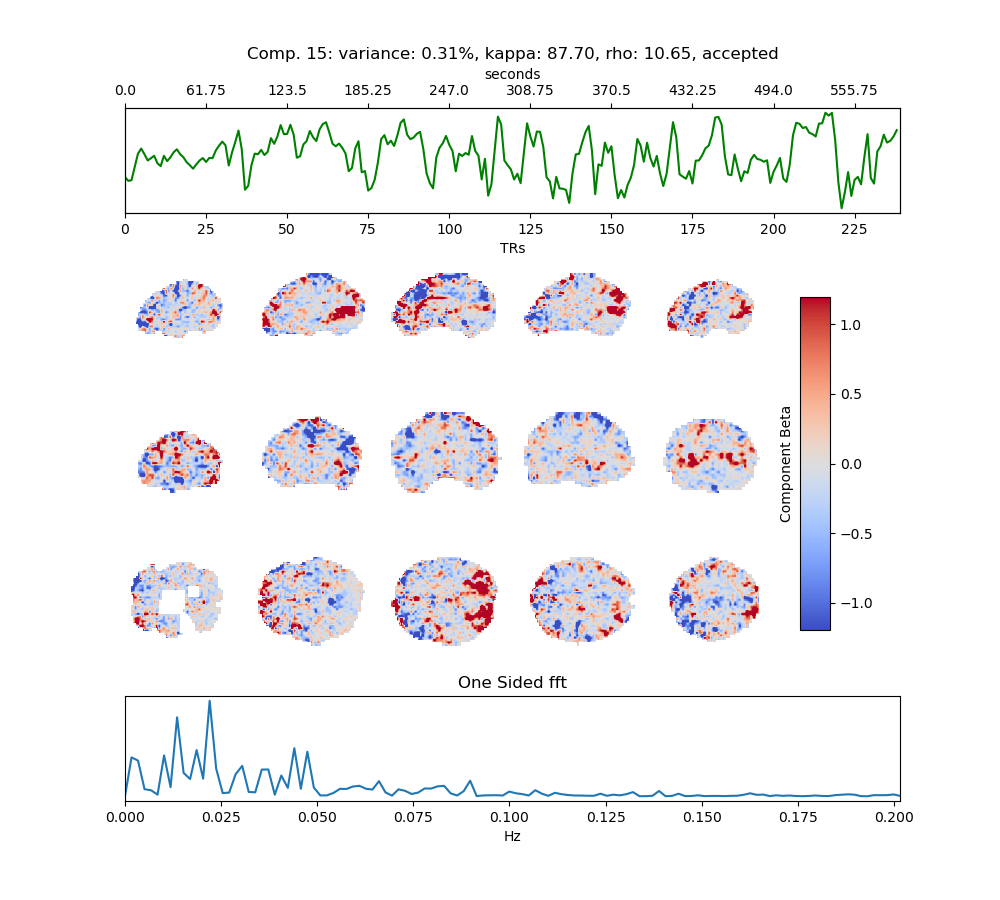 Comp. 15: variance: 0.31%, kappa: 87.70, rho: 10.65, accepted
seconds
0.0 61.75 123.5 185.25 247.0 308.75 370.5 432.25 494.0 555.75
0 25 50 75 100 125 150 175 200 225
TRs
1.0
0.5
0.0
−0.5
−1.0
Component Beta
One Sided fft
0.000 0.025 0.050 0.075 0.100 0.125 0.150 0.175 0.200
Hz